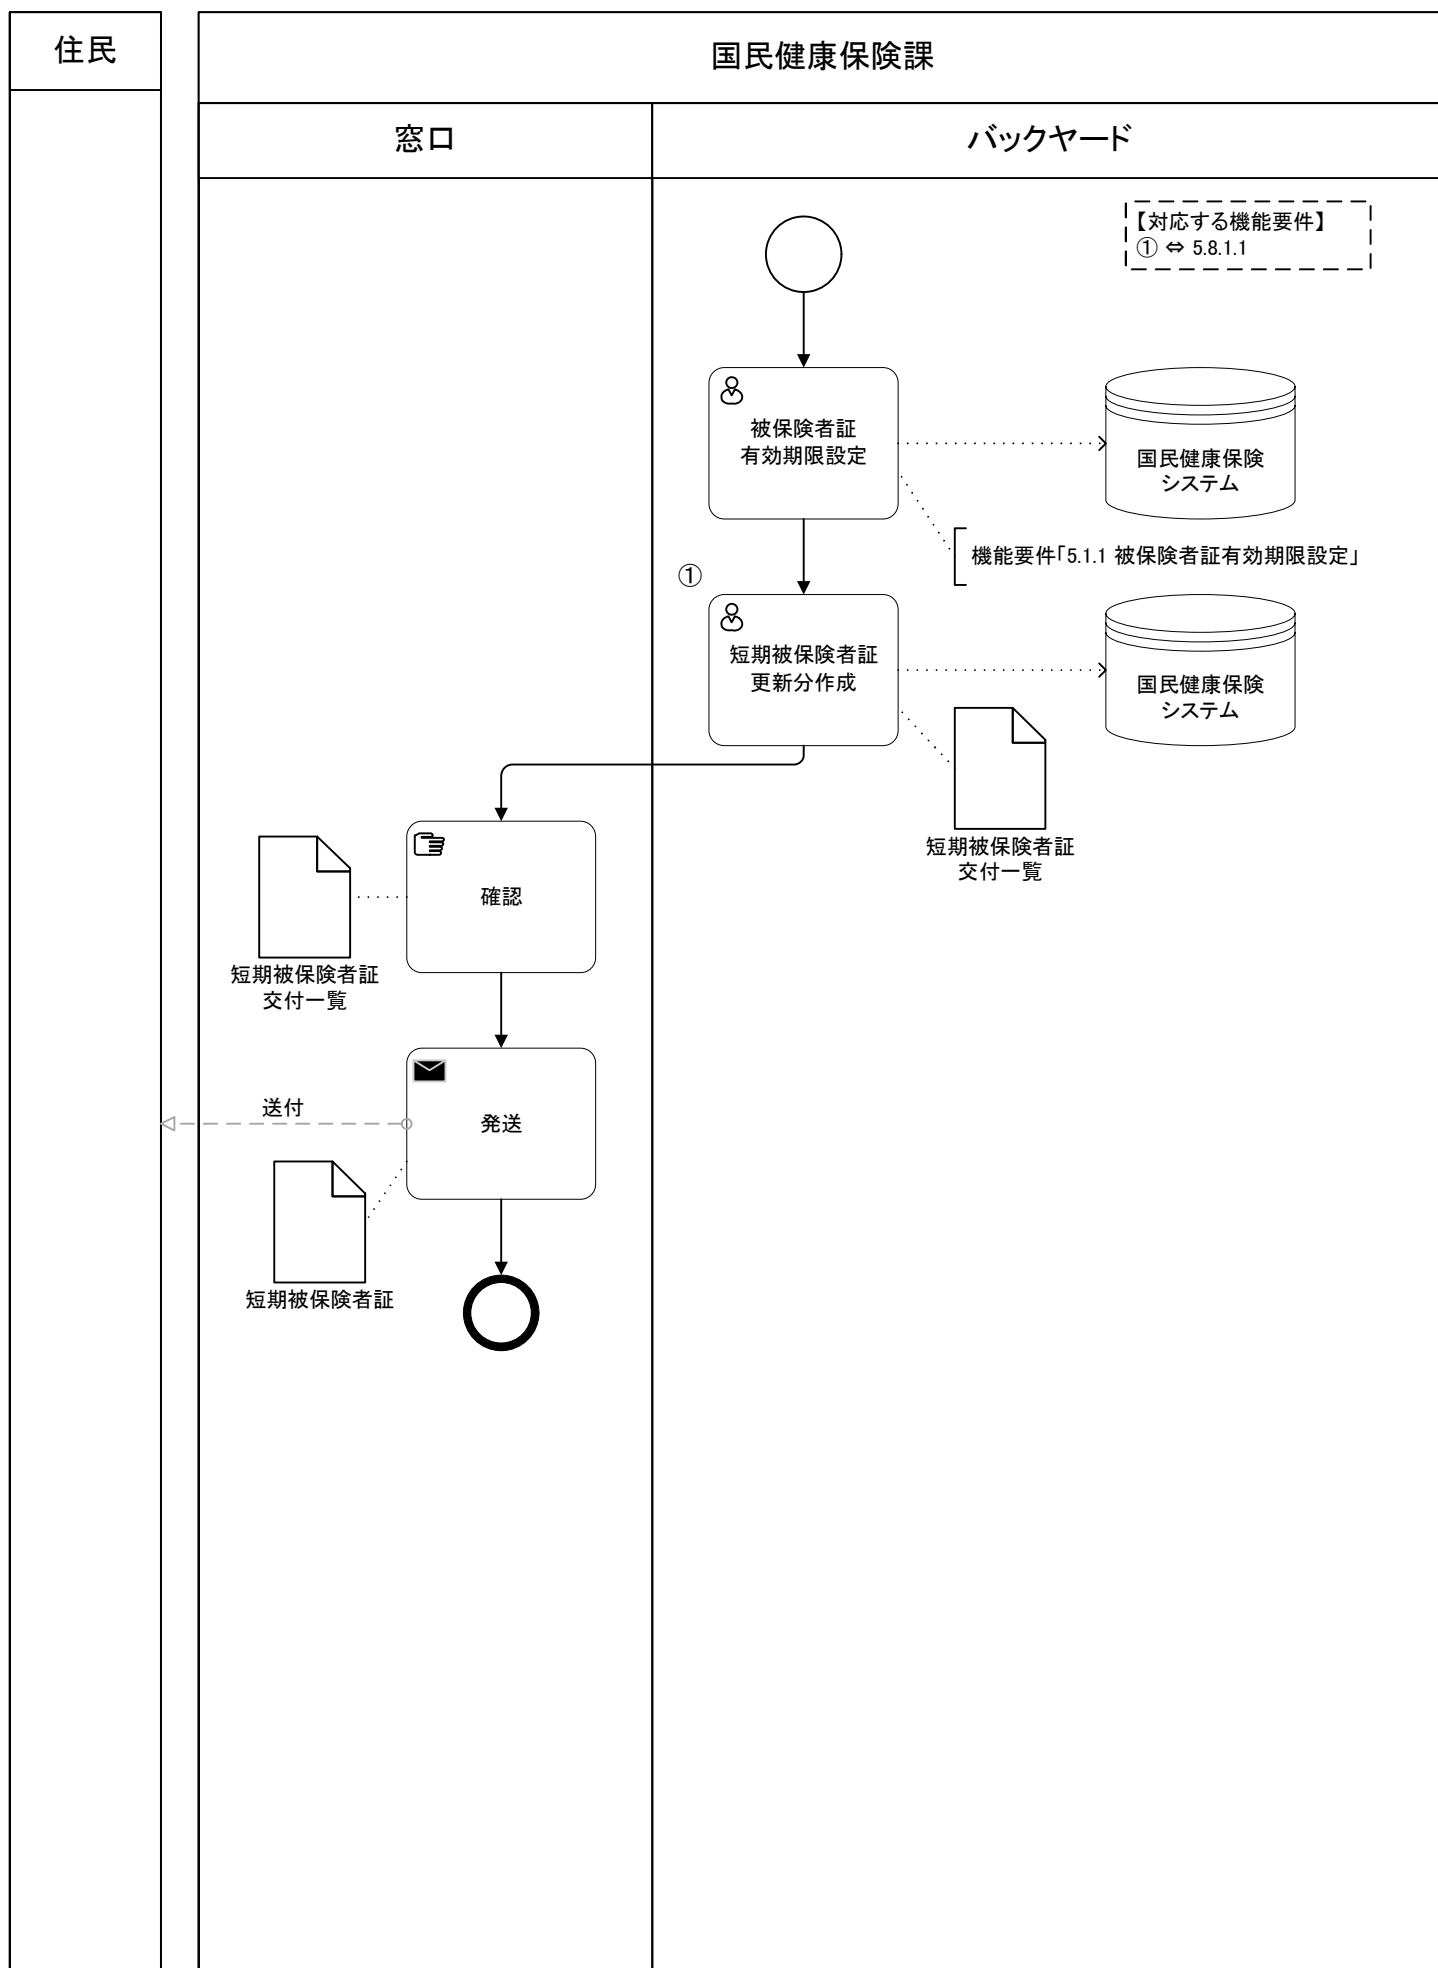 住民
国民健康保険課
窓口
バックヤード
【対応する機能要件】
① ⇔ 5.8.1.1
被保険者証
有効期限設定
国民健康保険
システム
機能要件「5.1.1 被保険者証有効期限設定」
①
短期被保険者証
更新分作成
国民健康保険
システム
短期被保険者証
交付一覧
確認
短期被保険者証
交付一覧
送付
発送
短期被保険者証